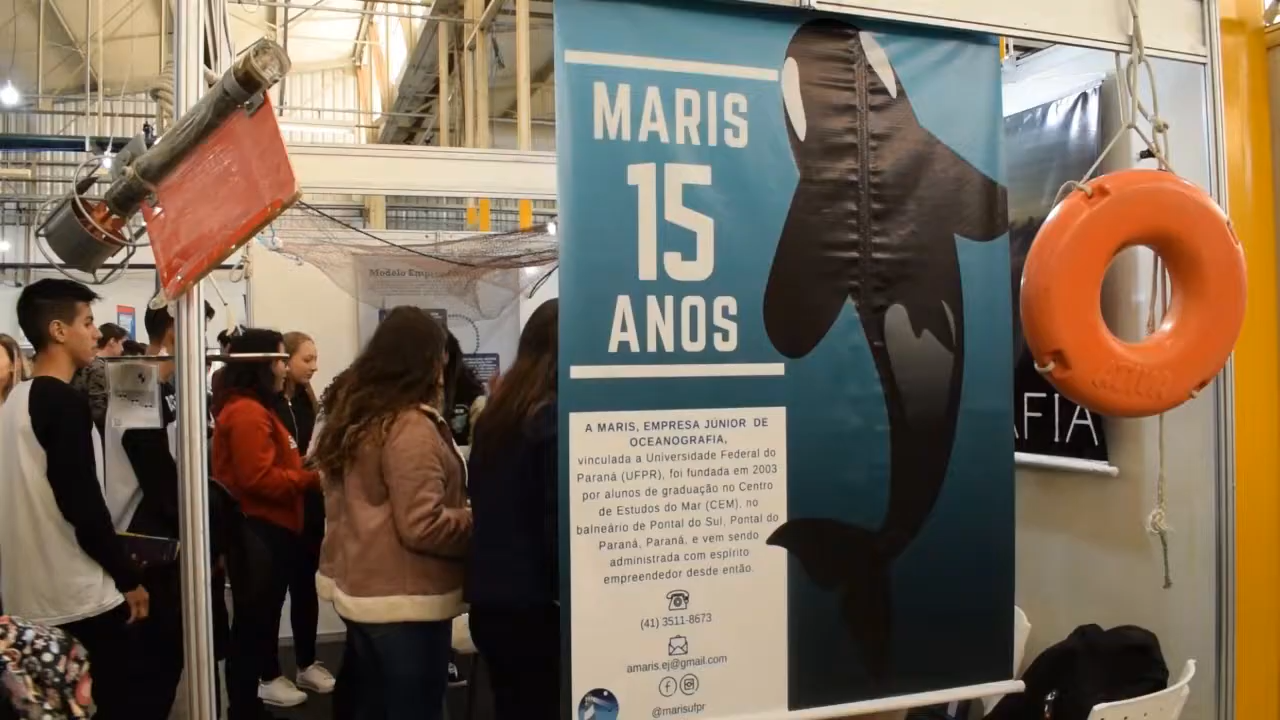 MARIS
15
ANOS
A MARIS, EMPRESA JÚNIOR DE
OCEANOGRAFIA,
vinculada a Universidade Federal do
Paraná (UFPR), foi fundada em 2003
por alunos de graduação no Centro
de Estudos do Mar (CEM), no
balneário de Pontal do Sul, Pontal do
Paraná, Paraná, e vem sendo
administrada com espírito
empreendedor desde então.
(41) 3511-8673
amaris.ej@gmail.com
@marisufpr
Modelo
AFIA